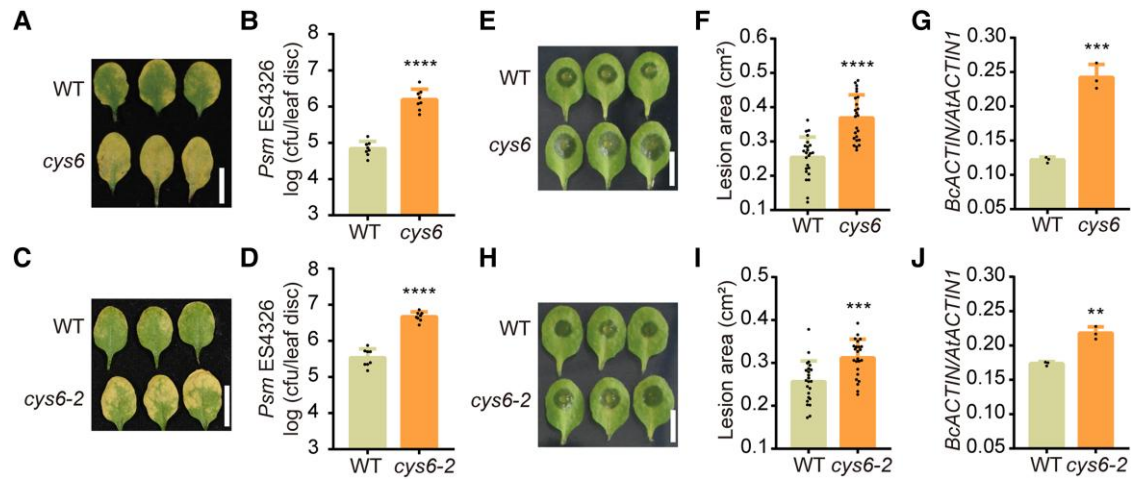 A
WT
cys6
B
Psm ES4326
log (cfu/leaf disc)
8
7
6
5
4
3
****
WT cys6
E
WT
cys6
F
Lesion area (cm²)
0.6
0.5
0.4
0.3
0.2
0.1
****
WT cys6
G
BcACTIN/AtACTIN1
0.30
0.25
0.20
0.15
0.10
0.05
***
WT cys6
C
WT
cys6-2
D
Psm ES4326
log (cfu/leaf disc)
8
7
6
5
4
3
****
WT cys6-2
H
WT
cys6-2
I
Lesion area (cm²)
0.5
0.4
0.3
0.2
0.1
***
WT cys6-2
J
BcACTIN/AtACTIN1
0.30
0.25
0.20
0.15
0.10
0.05
**
WT cys6-2